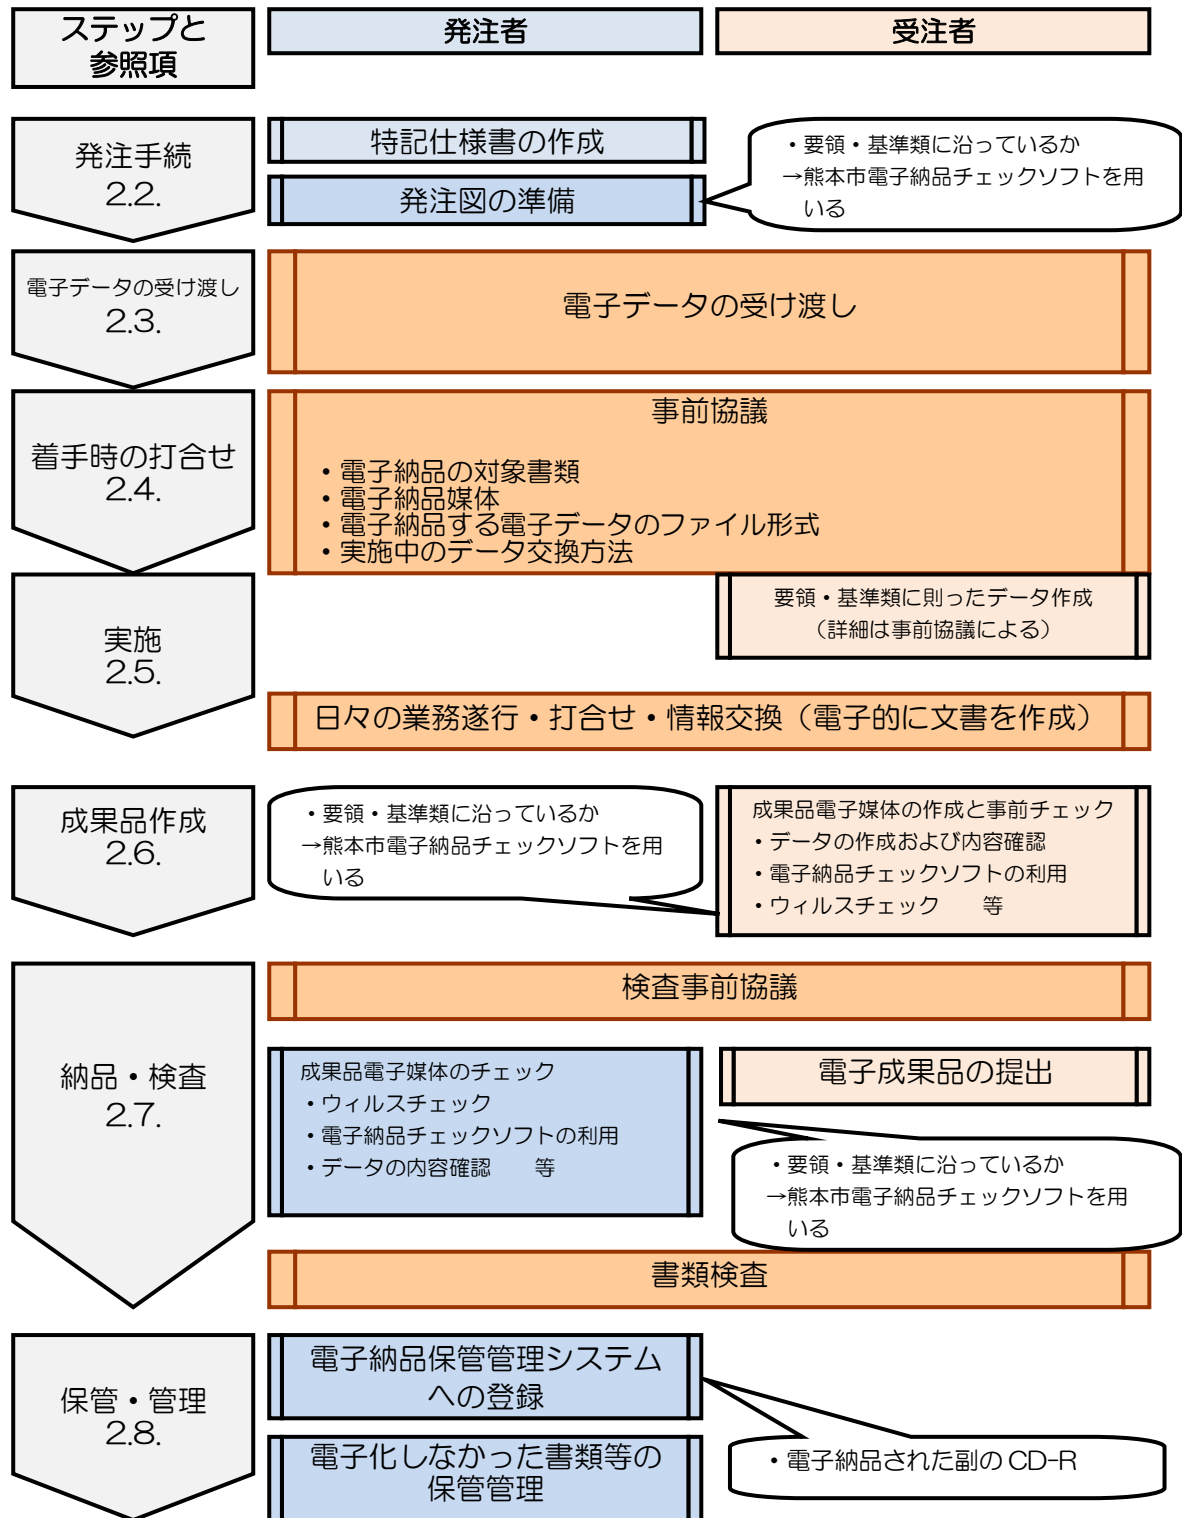 ステップと
参照項
発注者
受注者
発注手続
2.2.
特記仕様書の作成
発注図の準備
・要領・基準類に沿っているか
→熊本市電子納品チェックソフトを用
いる
電子データの受け渡し
2.3.
電子データの受け渡し
着手時の打合せ
2.4.
事前協議
・電子納品の対象書類
・電子納品媒体
・電子納品する電子データのファイル形式
・実施中のデータ交換方法
実施
2.5.
要領・基準類に則ったデータ作成
（詳細は事前協議による）
日々の業務遂行・打合せ・情報交換（電子的に文書を作成）
成果品作成
2.6.
・要領・基準類に沿っているか
→熊本市電子納品チェックソフトを用
いる
成果品電子媒体の作成と事前チェック
・データの作成および内容確認
・電子納品チェックソフトの利用
・ウィルスチェック　　等
納品・検査
2.7.
検査事前協議
成果品電子媒体のチェック
・ウィルスチェック
・電子納品チェックソフトの利用
・データの内容確認　　等
電子成果品の提出
・要領・基準類に沿っているか
→熊本市電子納品チェックソフトを用
いる
書類検査
保管・管理
2.8.
電子納品保管管理システム
への登録
電子化しなかった書類等の
保管管理
・電子納品された副の CD-R